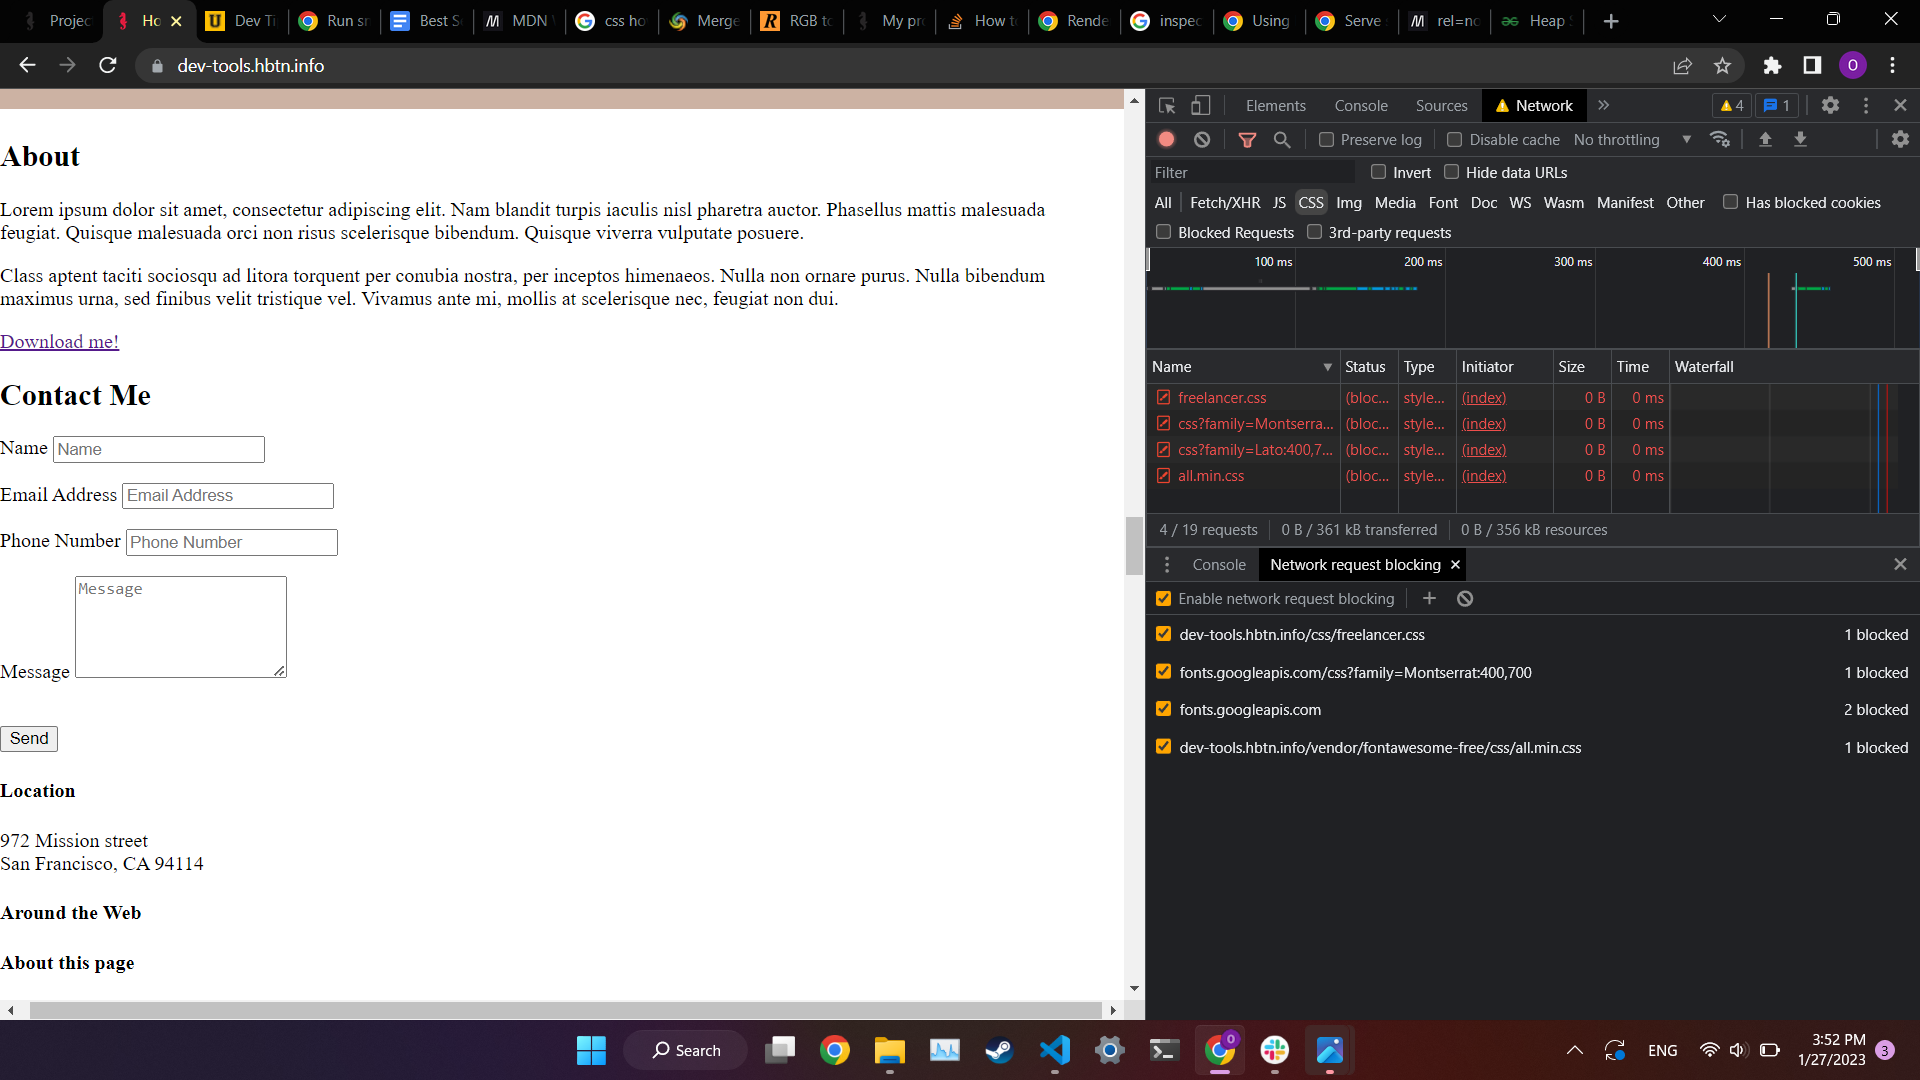 Project
Ho
Dev Ti
Run sn
Best S
MDN
css ho
Merge
RGB to
My pr
How t
Rende
inspec
Using
Serve
rel=no
Heap
dev-tools.hbtn.info
O
About
Lorem ipsum dolor sit amet, consectetur adipiscing elit. Nam blandit turpis iaculis nisl pharetra auctor. Phasellus mattis malesuada
feugiat. Quisque malesuada orci non risus scelerisque bibendum. Quisque viverra vulputate posuere.
Class aptent taciti sociosqu ad litora torquent per conubia nostra, per inceptos himenaeos. Nulla non ornare purus. Nulla bibendum
maximus urna, sed finibus velit tristique vel. Vivamus ante mi, mollis at scelerisque nec, feugiat non dui.
Download me!
Contact Me
Name Name
Email Address Email Address
Phone Number Phone Number
Message
Message
Send
Location
972 Mission street
San Francisco, CA 94114
Around the Web
About this page
Elements Console Sources Network 4 1
Preserve log Disable cache No throttling
Filter Invert Hide data URLs
All Fetch/XHR JS CSS Img Media Font Doc WS Wasm Manifest Other Has blocked cookies
Blocked Requests 3rd-party requests
100 ms 200 ms 300 ms 400 ms 500 ms
Name Status Type Initiator Size Time Waterfall
freelancer.css (bloc... style... (index) 0 B 0 ms
css?family=Montserra... (bloc... style... (index) 0 B 0 ms
css?family=Lato:400,7... (bloc... style... (index) 0 B 0 ms
all.min.css (bloc... style... (index) 0 B 0 ms
4 / 19 requests 0 B / 361 kB transferred 0 B / 356 kB resources
Console Network request blocking
Enable network request blocking
dev-tools.hbtn.info/css/freelancer.css 1 blocked
fonts.googleapis.com/css?family=Montserrat:400,700 1 blocked
fonts.googleapis.com 2 blocked
dev-tools.hbtn.info/vendor/fontawesome-free/css/all.min.css 1 blocked
Search
0
ENG
3:52 PM
1/27/2023
3